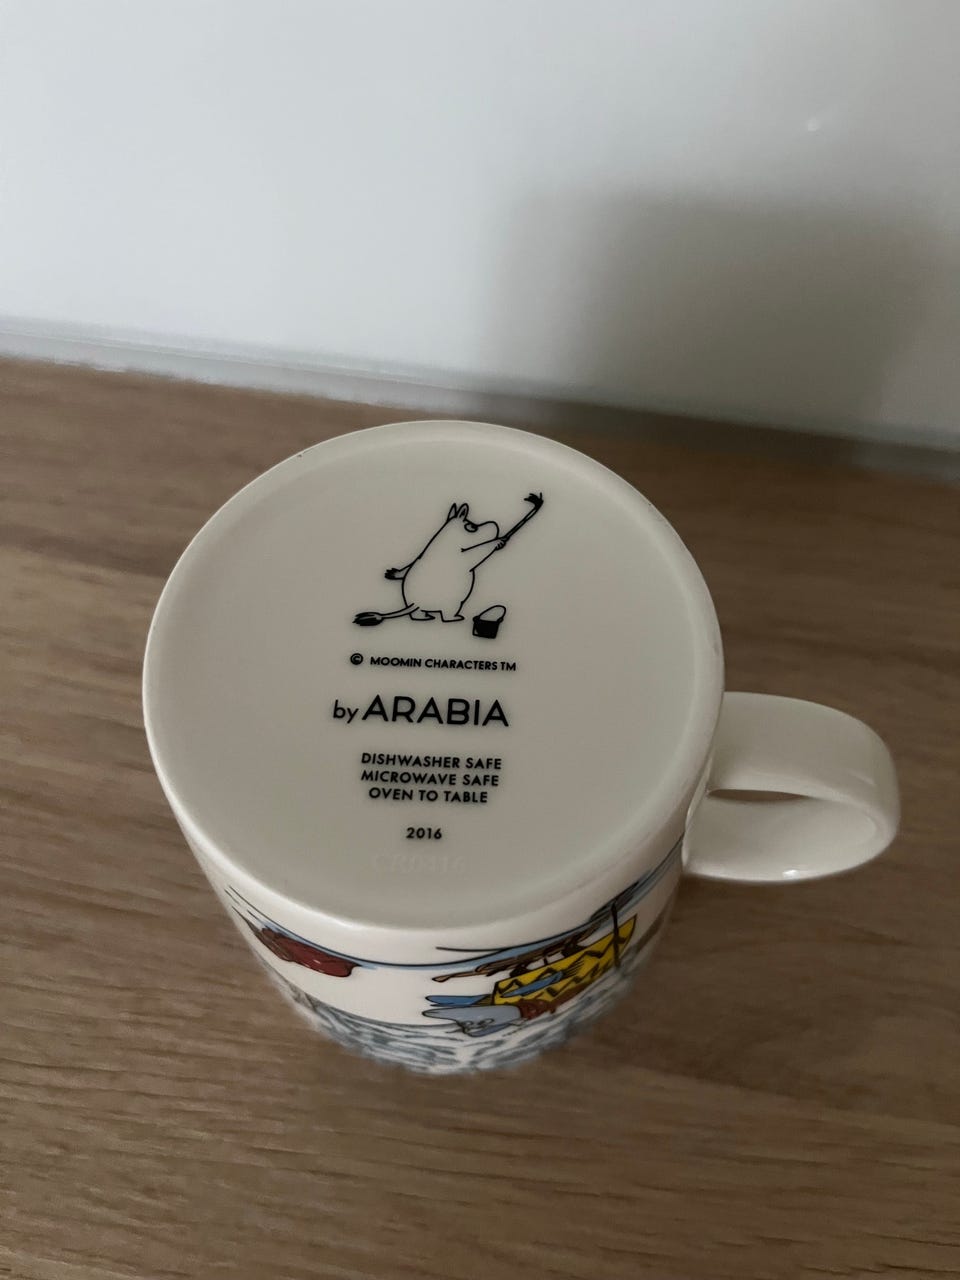 © MOOMIN CHARACTERS TM
by ARABIA
DISHWASHER SAFE
MICROWAVE SAFE
OVEN TO TABLE
2016